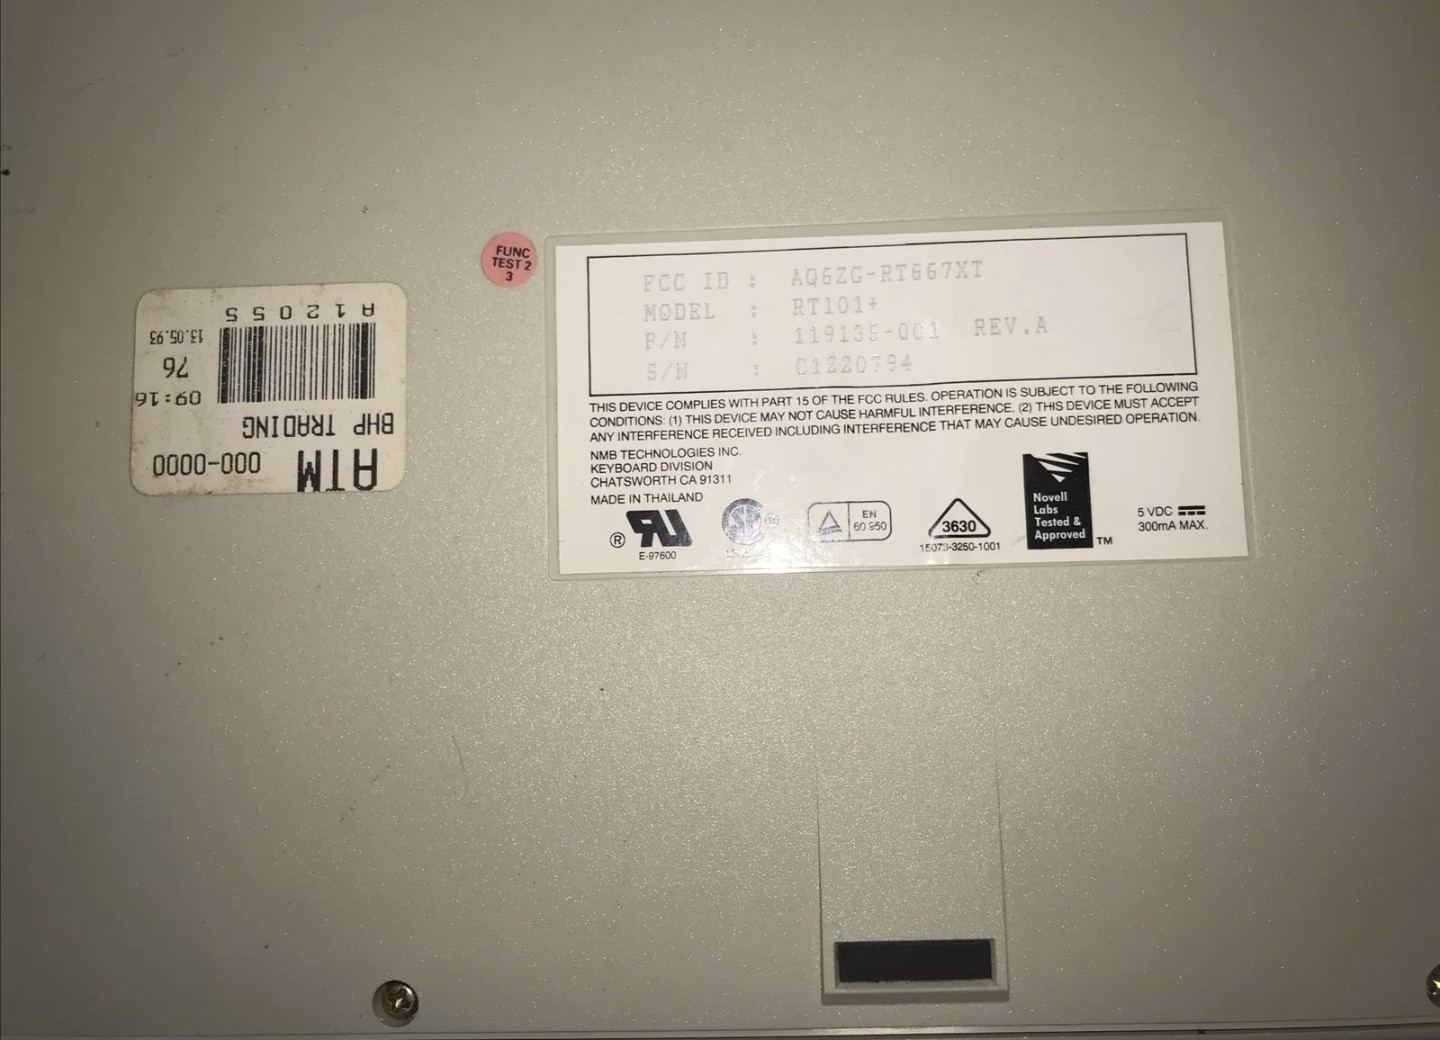 FUNC
TEST 2
3
FCC ID : AQ6ZG-RT667XT
MODEL : RT101+
P/N : 119135-001 REV.A
S/N : C1220794
THIS DEVICE COMPLIES WITH PART 15 OF THE FCC RULES. OPERATION IS SUBJECT TO THE FOLLOWING
CONDITIONS: (1) THIS DEVICE MAY NOT CAUSE HARMFUL INTERFERENCE. (2) THIS DEVICE MUST ACCEPT
ANY INTERFERENCE RECEIVED INCLUDING INTERFERENCE THAT MAY CAUSE UNDESIRED OPERATION.
NMB TECHNOLOGIES INC.
KEYBOARD DIVISION
CHATSWORTH CA 91311
MADE IN THAILAND
® RU
E-97600
SP ®
EN
60 950
3630
15073-3250-1001
Novell
Labs
Tested &
Approved
TM
5 VDC
300mA MAX.
ATM 000-0000
BHP TRADING
09:16
76
13.05.93
A12055